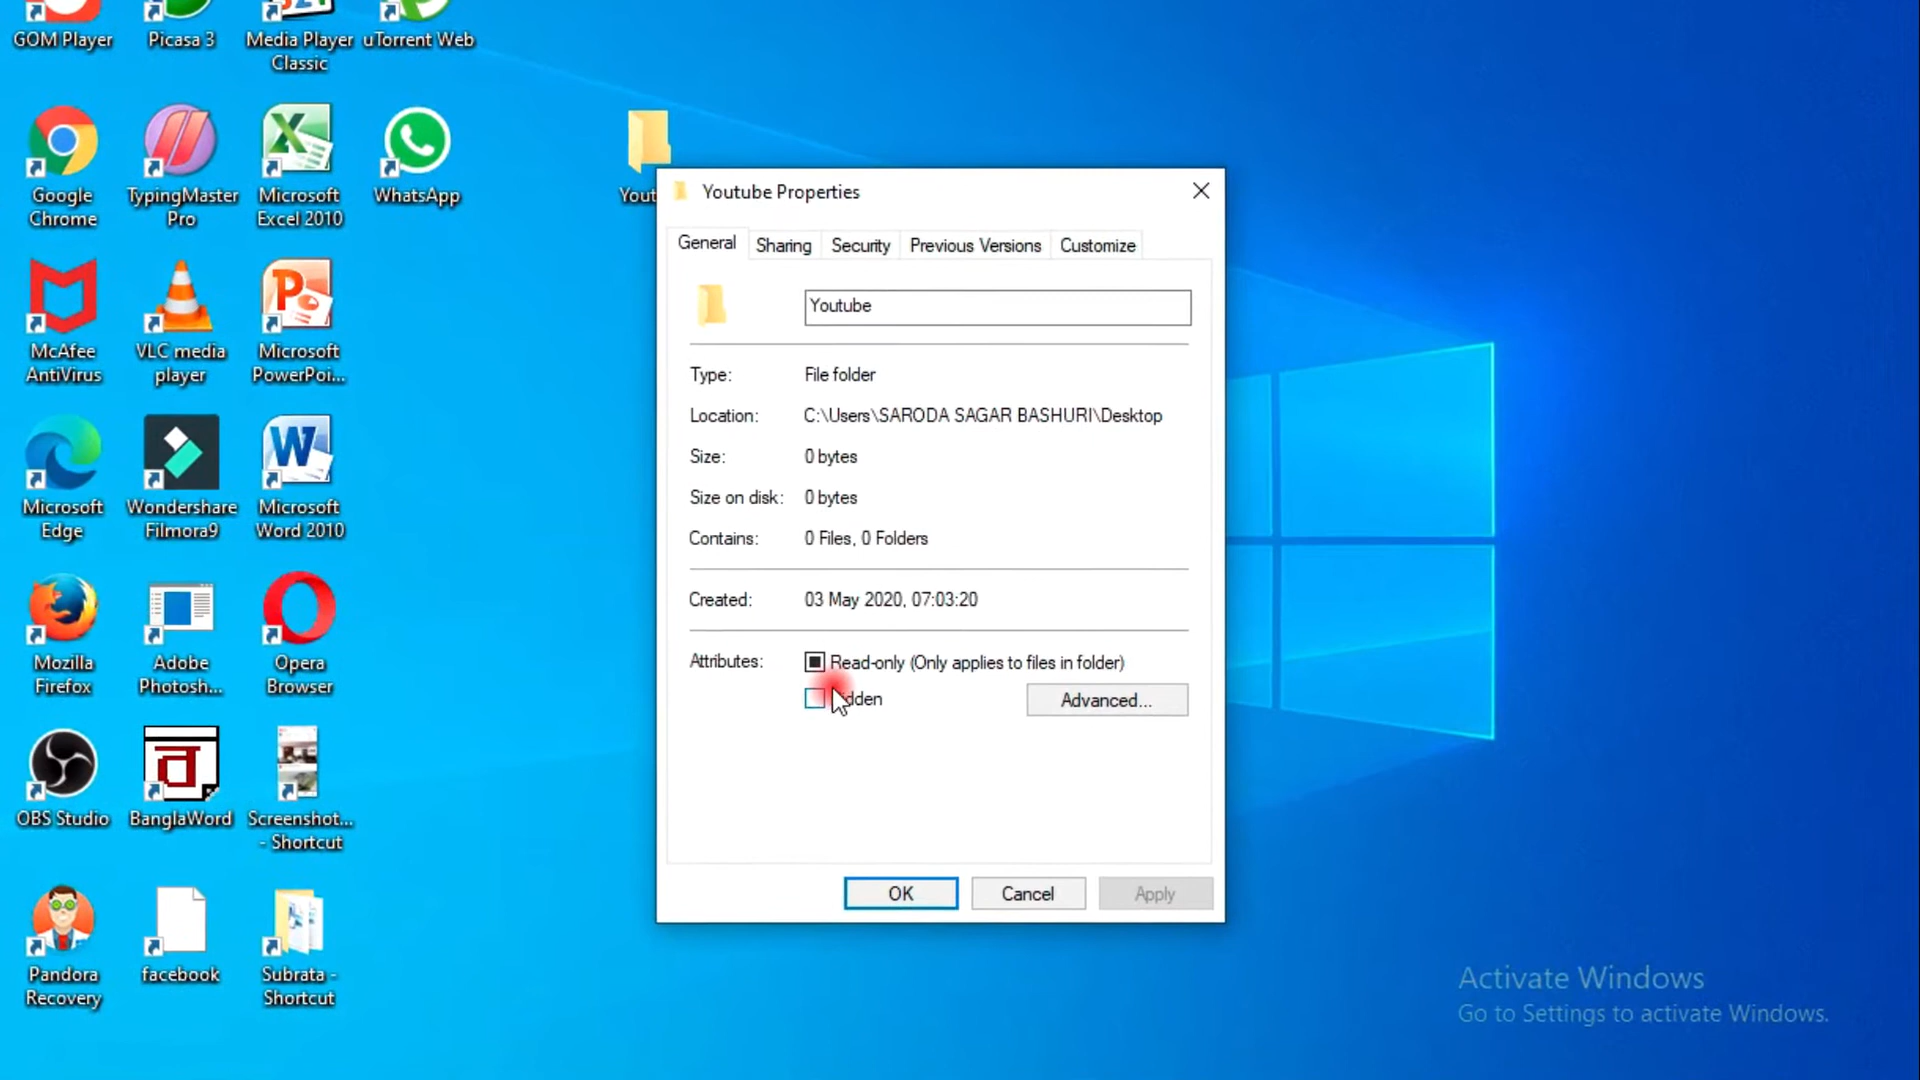 GOM Player
Picasa 3
Media Player
Classic
uTorrent Web
Google
Chrome
TypingMaster
Pro
Microsoft
Excel 2010
WhatsApp
McAfee
AntiVirus
VLC media
player
Microsoft
PowerPoi...
Microsoft
Edge
Wondershare
Filmora9
Microsoft
Word 2010
Mozilla
Firefox
Adobe
Photosh...
Opera
Browser
OBS Studio
BanglaWord
Screenshot...
- Shortcut
Pandora
Recovery
facebook
Subrata -
Shortcut
Youtube Properties
General
Sharing
Security
Previous Versions
Customize
Youtube
Type: File folder
Location: C:\Users\SARODA SAGAR BASHURI\Desktop
Size: 0 bytes
Size on disk: 0 bytes
Contains: 0 Files, 0 Folders
Created: 03 May 2020, 07:03:20
Attributes: Read-only (Only applies to files in folder)
Advanced...
OK
Cancel
Apply
Activate Windows
Go to Settings to activate Windows.